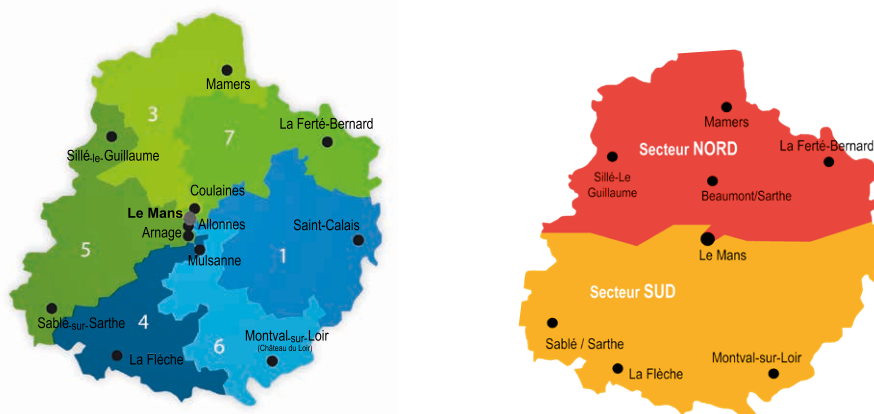 Mamers
3
La Ferté-Bernard
7
Sillé-le-Guillaume
Coulaines
Le Mans
Allonnes
Saint-Calais
Arnage
5
Mulsanne
1
Sablé-sur-Sarthe
4
6
Montval-sur-Loir
(Château du Loir)
La Flèche
Mamers
Secteur NORD
La Ferté-Bernard
Sillé-Le
Guillaume
Beaumont/Sarthe
Le Mans
Secteur SUD
Sablé / Sarthe
Montval-sur-Loir
La Flèche